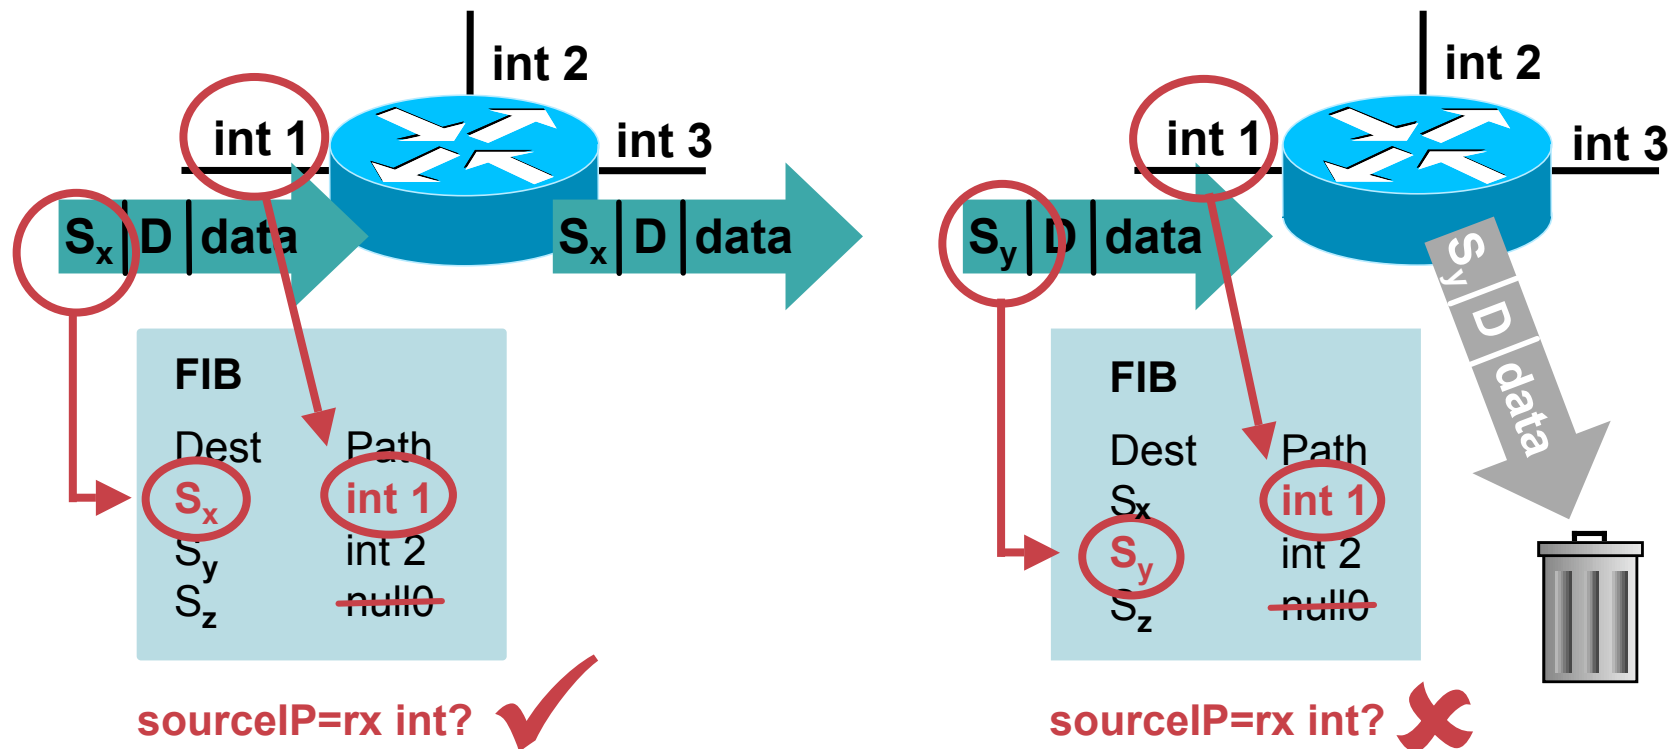 int 2
int 1
int 3
Sx D data
Sx D data
FIB
Dest Path
Sx int 1
Sy int 2
Sz null0
sourceIP=rx int?
int 2
int 1
int 3
Sy D data
Sy D data
FIB
Dest Path
Sx int 1
Sy int 2
Sz null0
sourceIP=rx int?